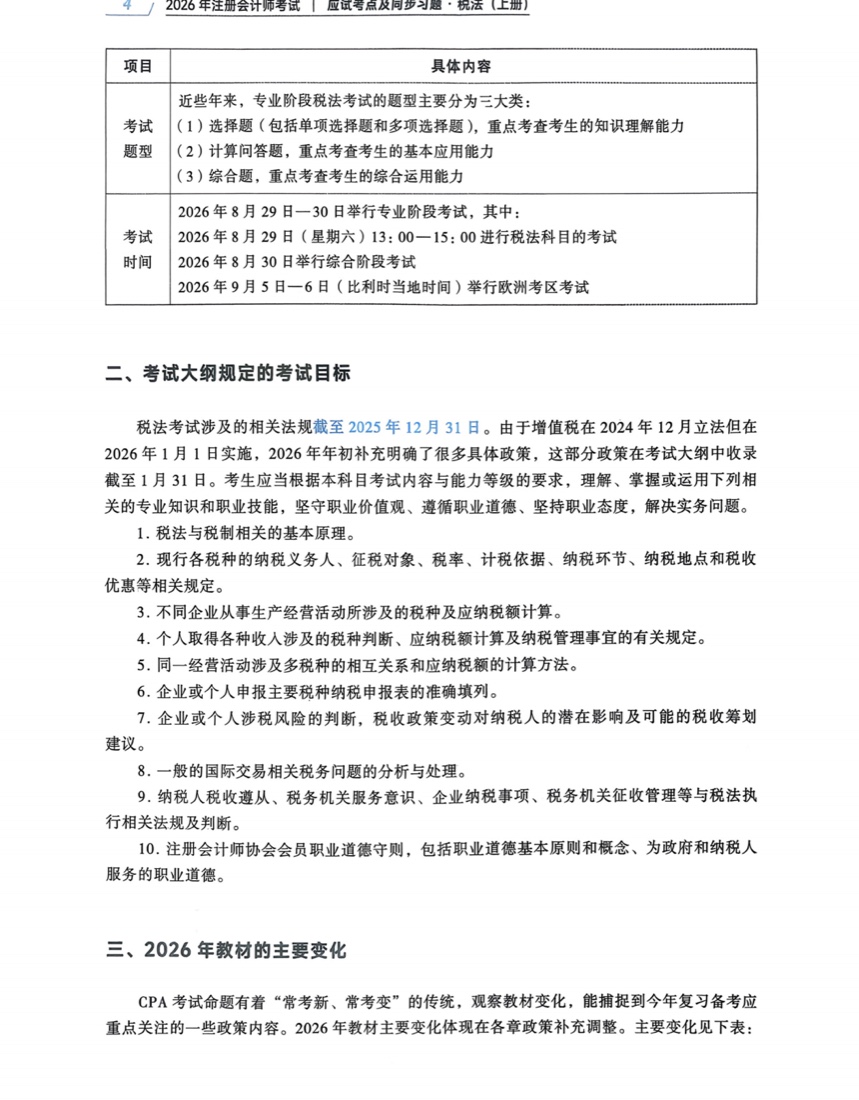 4 2026年注册会计师考试 | 应试考点及同步习题·税法（上册）
项目 具体内容
考试题型
近些年来，专业阶段税法考试的题型主要分为三大类：
（1）选择题（包括单项选择题和多项选择题），重点考查考生的知识理解能力
（2）计算问答题，重点考查考生的基本应用能力
（3）综合题，重点考查考生的综合运用能力
考试时间
2026年8月29日—30日举行专业阶段考试，其中：
2026年8月29日（星期六）13：00—15：00进行税法科目的考试
2026年8月30日举行综合阶段考试
2026年9月5日—6日（比利时当地时间）举行欧洲考区考试
二、考试大纲规定的考试目标
税法考试涉及的相关法规截至2025年12月31日。由于增值税在2024年12月立法但在
2026年1月1日实施，2026年年初补充明确了很多具体政策，这部分政策在考试大纲中收录
截至1月31日。考生应当根据本科目考试内容与能力等级的要求，理解、掌握或运用下列相
关的专业知识和职业技能，坚守职业价值观、遵循职业道德、坚持职业态度，解决实务问题。
1. 税法与税制相关的基本原理。
2. 现行各税种的纳税义务人、征税对象、税率、计税依据、纳税环节、纳税地点和税收
优惠等相关规定。
3. 不同企业从事生产经营活动所涉及的税种及应纳税额计算。
4. 个人取得各种收入涉及的税种判断、应纳税额计算及纳税管理事宜的有关规定。
5. 同一经营活动涉及多税种的相互关系和应纳税额的计算方法。
6. 企业或个人申报主要税种纳税申报表的准确填列。
7. 企业或个人涉税风险的判断，税收政策变动对纳税人的潜在影响及可能的税收筹划
建议。
8. 一般的国际交易相关税务问题的分析与处理。
9. 纳税人税收遵从、税务机关服务意识、企业纳税事项、税务机关征收管理等与税法执
行相关法规及判断。
10. 注册会计师协会会员职业道德守则，包括职业道德基本原则和概念、为政府和纳税人
服务的职业道德。
三、2026年教材的主要变化
CPA考试命题有着“常考新、常考变”的传统，观察教材变化，能捕捉到今年复习备考应
重点关注的一些政策内容。2026年教材主要变化体现在各章政策补充调整。主要变化见下表：